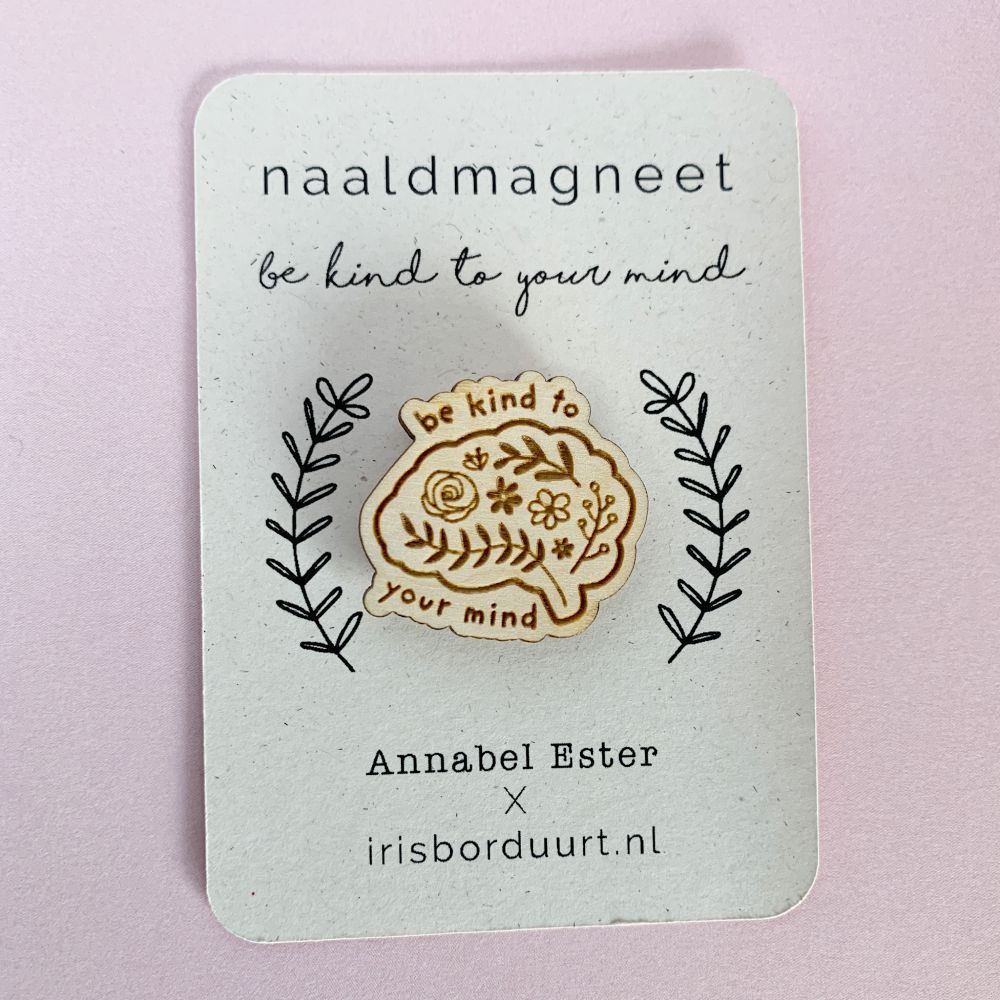 naaldmagneet
be kind to your mind
be kind to
your mind
Annabel Ester
X
irisborduurt.nl